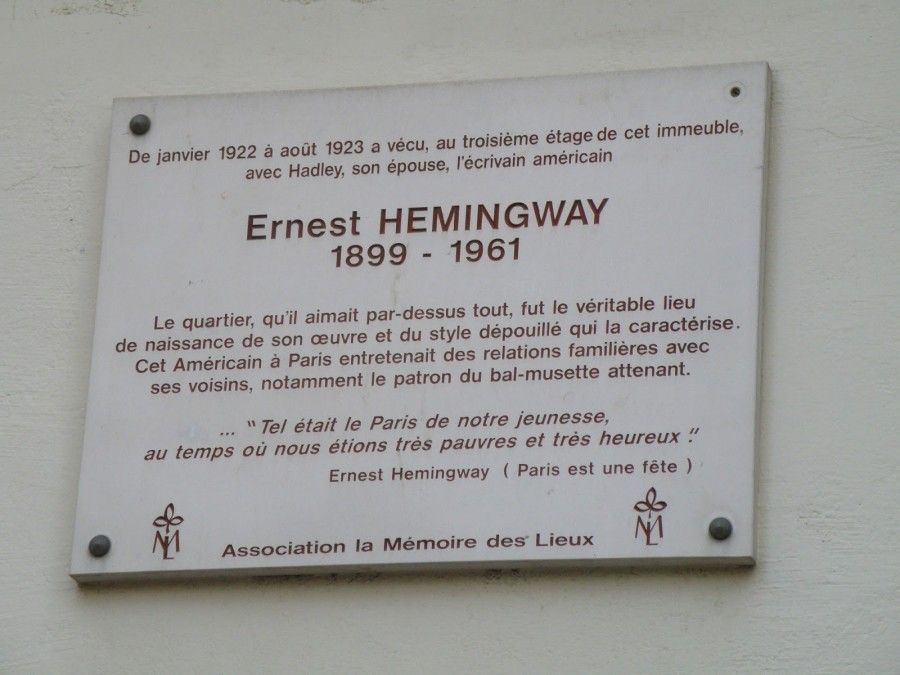 De janvier 1922 à août 1923 a vécu, au troisième étage de cet immeuble,
avec Hadley, son épouse, l'écrivain américain
Ernest HEMINGWAY
1899 - 1961
Le quartier, qu'il aimait par-dessus tout, fut le véritable lieu
de naissance de son œuvre et du style dépouillé qui la caractérise.
Cet Américain à Paris entretenait des relations familières avec
ses voisins, notamment le patron du bal-musette attenant.
... "Tel était le Paris de notre jeunesse,
au temps où nous étions très pauvres et très heureux."
Ernest Hemingway ( Paris est une fête )
Association la Mémoire des Lieux